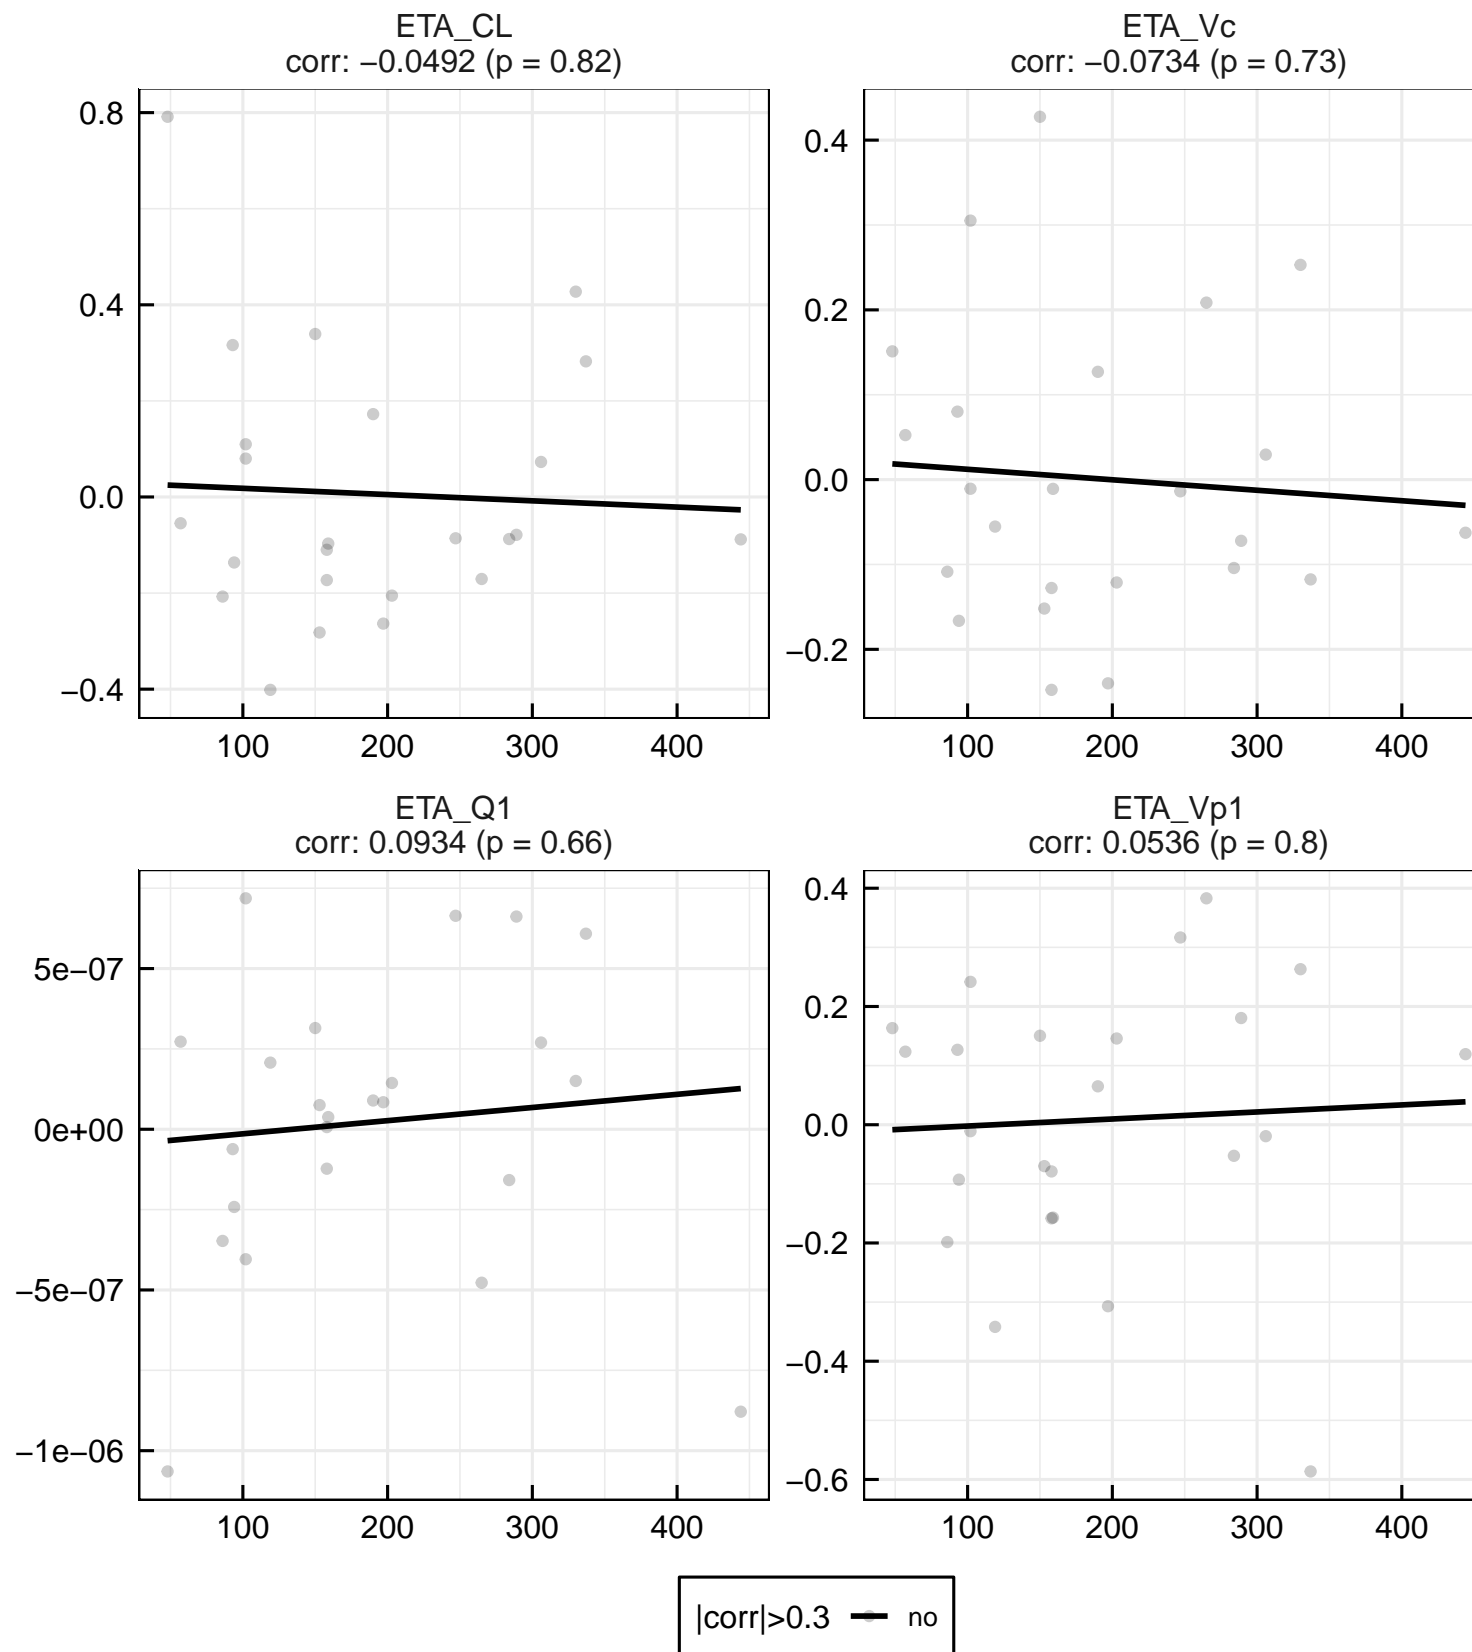 ETA_CL
corr: −0.0492 (p = 0.82)
ETA_Vc
corr: −0.0734 (p = 0.73)
0.8
0.4
0.0
−0.4
100 200 300 400
0.4
0.2
0.0
−0.2
100 200 300 400
ETA_Q1
corr: 0.0934 (p = 0.66)
ETA_Vp1
corr: 0.0536 (p = 0.8)
5e−07
0e+00
−5e−07
−1e−06
100 200 300 400
0.4
0.2
0.0
−0.2
−0.4
−0.6
100 200 300 400
|corr|>0.3 no